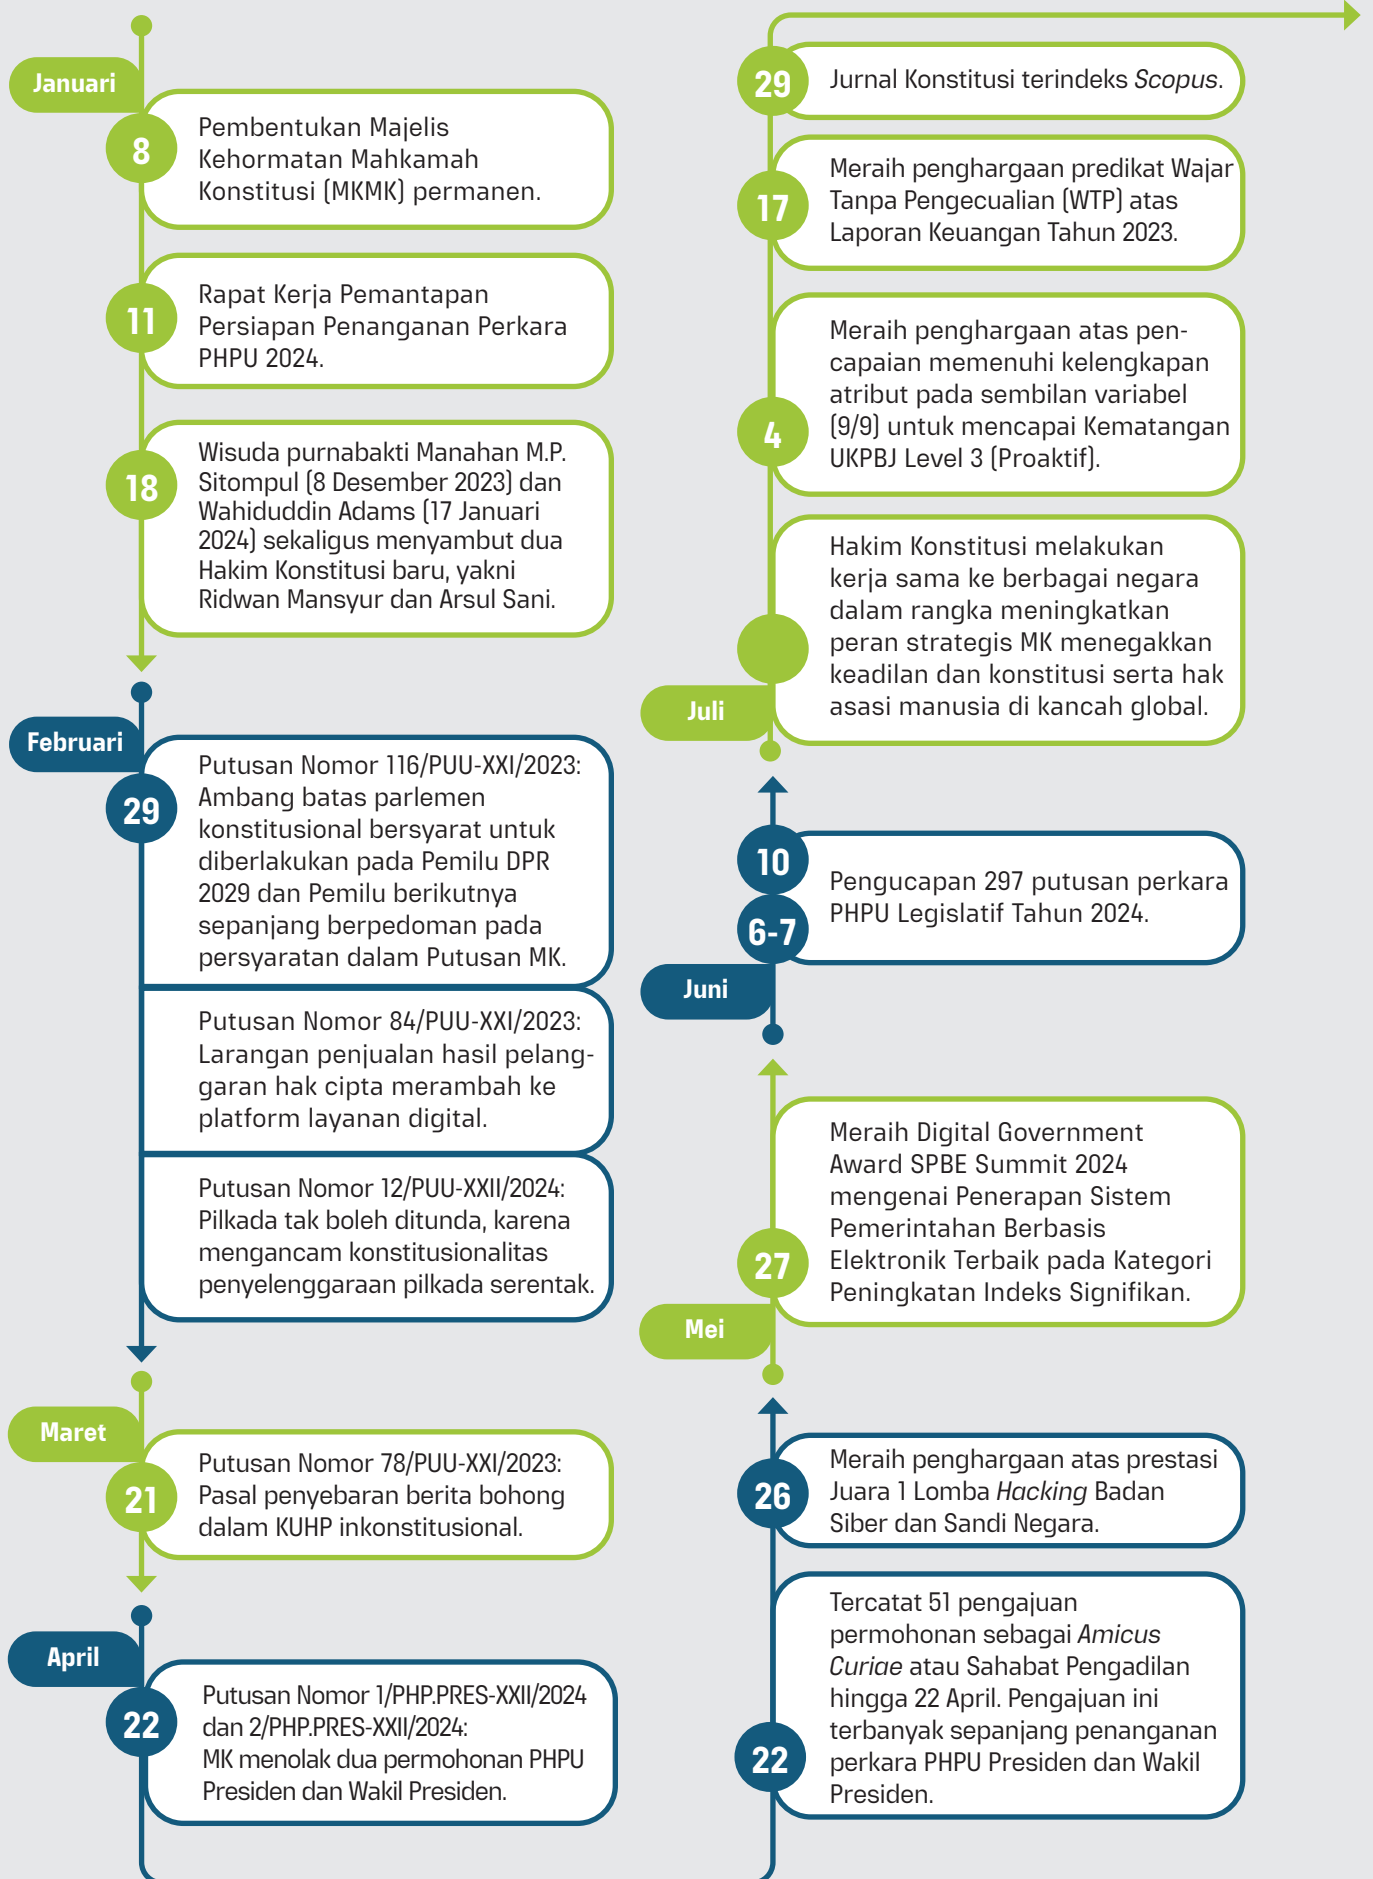 Januari
8
Pembentukan Majelis
Kehormatan Mahkamah
Konstitusi (MKMK) permanen.
11
Rapat Kerja Pemantapan
Persiapan Penanganan Perkara
PHPU 2024.
18
Wisuda purnabakti Manahan M.P.
Sitompul (8 Desember 2023) dan
Wahiduddin Adams (17 Januari
2024) sekaligus menyambut dua
Hakim Konstitusi baru, yakni
Ridwan Mansyur dan Arsul Sani.
Februari
29
Putusan Nomor 116/PUU-XXI/2023:
Ambang batas parlemen
konstitusional bersyarat untuk
diberlakukan pada Pemilu DPR
2029 dan Pemilu berikutnya
sepanjang berpedoman pada
persyaratan dalam Putusan MK.
Putusan Nomor 84/PUU-XXI/2023:
Larangan penjualan hasil pelang-
garan hak cipta merambah ke
platform layanan digital.
Putusan Nomor 12/PUU-XXII/2024:
Pilkada tak boleh ditunda, karena
mengancam konstitusionalitas
penyelenggaraan pilkada serentak.
Maret
21
Putusan Nomor 78/PUU-XXI/2023:
Pasal penyebaran berita bohong
dalam KUHP inkonstitusional.
April
22
Putusan Nomor 1/PHP.PRES-XXII/2024
dan 2/PHP.PRES-XXII/2024:
MK menolak dua permohonan PHPU
Presiden dan Wakil Presiden.
22
Tercatat 51 pengajuan
permohonan sebagai Amicus
Curiae atau Sahabat Pengadilan
hingga 22 April. Pengajuan ini
terbanyak sepanjang penanganan
perkara PHPU Presiden dan Wakil
Presiden.
26
Meraih penghargaan atas prestasi
Juara 1 Lomba Hacking Badan
Siber dan Sandi Negara.
Mei
27
Meraih Digital Government
Award SPBE Summit 2024
mengenai Penerapan Sistem
Pemerintahan Berbasis
Elektronik Terbaik pada Kategori
Peningkatan Indeks Signifikan.
Juni
6-7
10
Pengucapan 297 putusan perkara
PHPU Legislatif Tahun 2024.
Juli
Hakim Konstitusi melakukan
kerja sama ke berbagai negara
dalam rangka meningkatkan
peran strategis MK menegakkan
keadilan dan konstitusi serta hak
asasi manusia di kancah global.
4
Meraih penghargaan atas pen-
capaian memenuhi kelengkapan
atribut pada sembilan variabel
(9/9) untuk mencapai Kematangan
UKPBJ Level 3 (Proaktif).
17
Meraih penghargaan predikat Wajar
Tanpa Pengecualian (WTP) atas
Laporan Keuangan Tahun 2023.
29
Jurnal Konstitusi terindeks Scopus.